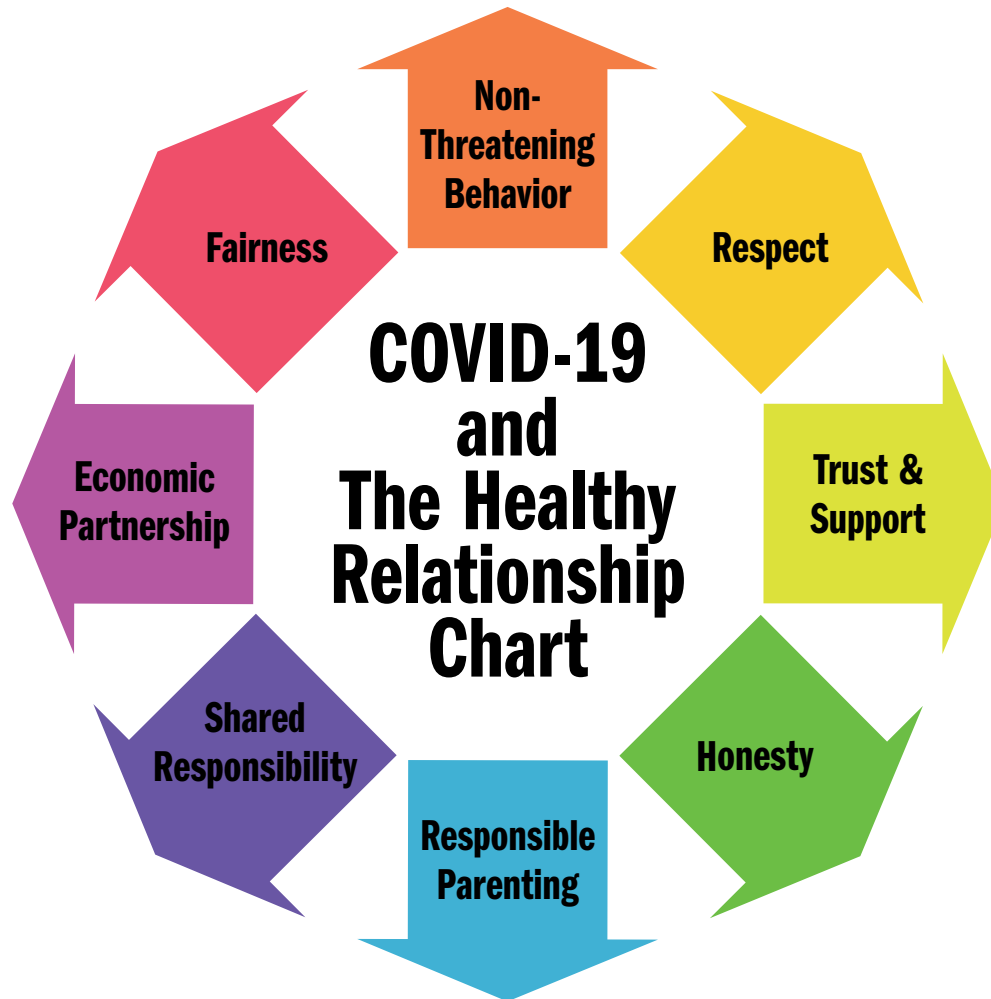 Non-
Threatening
Behavior
Respect
Trust &
Support
Honesty
Responsible
Parenting
Shared
Responsibility
Economic
Partnership
Fairness
COVID-19
and
The Healthy
Relationship
Chart